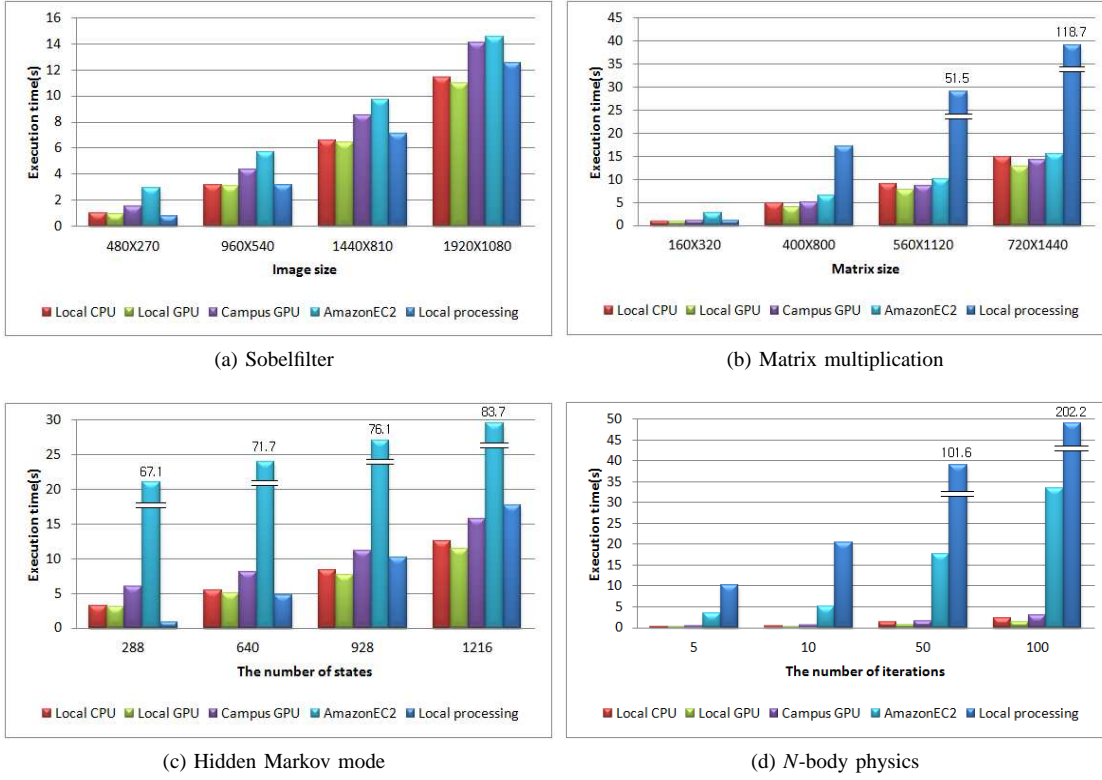 16
14
12
10
8
6
4
2
0
Execution time(s)
480X270 960X540 1440X810 1920X1080
Image size
Local CPU Local GPU Campus GPU AmazonEC2 Local processing
(a) Sobelfilter
45
40
35
30
25
20
15
10
5
0
Execution time(s)
51.5
118.7
160X320 400X800 560X1120 720X1440
Matrix size
Local CPU Local GPU Campus GPU AmazonEC2 Local processing
(b) Matrix multiplication
30
25
20
15
10
5
0
Execution time(s)
67.1
71.7
76.1
83.7
288 640 928 1216
The number of states
Local CPU Local GPU Campus GPU AmazonEC2 Local processing
(c) Hidden Markov mode
50
45
40
35
30
25
20
15
10
5
0
Execution time(s)
101.6
202.2
5 10 50 100
The number of iterations
Local CPU Local GPU Campus GPU AmazonEC2 Local processing
(d) N-body physics